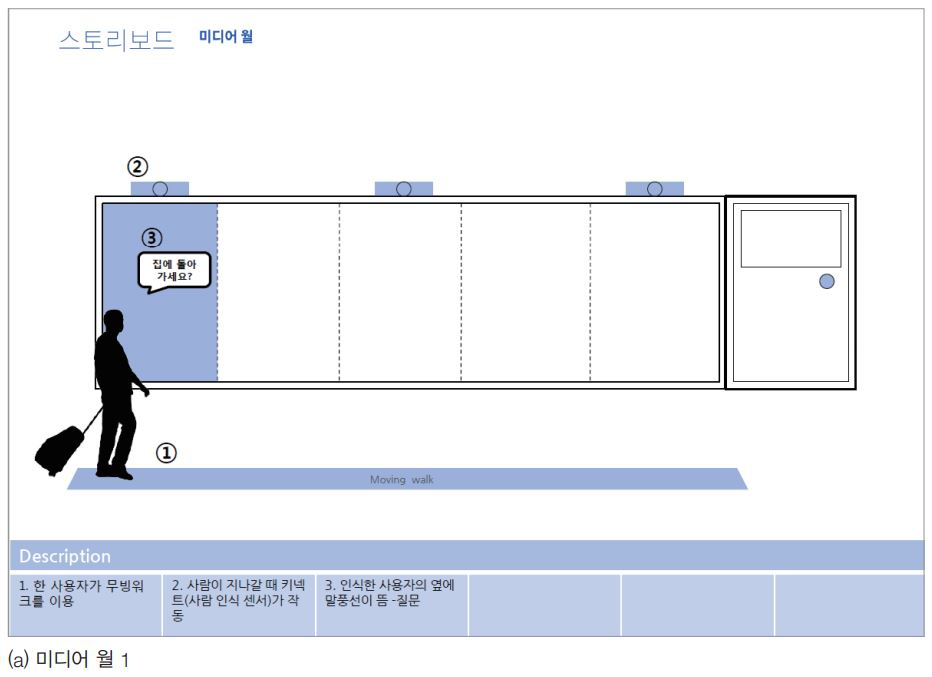 스토리보드 미디어 월
②
③
집에 돌아
가세요?
①
Moving walk
Description
1. 한 사용자가 무빙워
크를 이용
2. 사람이 지나갈 때 키넥
트(사람 인식 센서)가 작
동
3. 인식한 사용자의 옆에
말풍선이 뜸 -질문
(a) 미디어 월 1